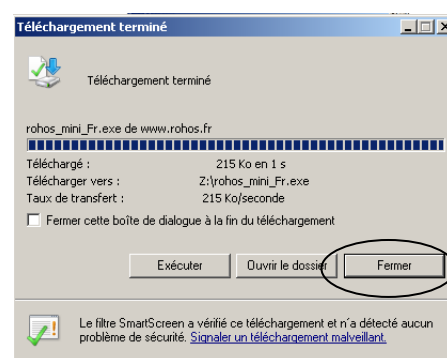 Téléchargement terminé
Téléchargement terminé
rohos_mini_Fr.exe de www.rohos.fr
Téléchargé : 215 Ko en 1 s
Télécharger vers : Z:\rohos_mini_Fr.exe
Taux de transfert : 215 Ko/seconde
Fermer cette boîte de dialogue à la fin du téléchargement
Exécuter Ouvrir le dossier Fermer
Le filtre SmartScreen a vérifié ce téléchargement et n'a détecté aucun
problème de sécurité. Signaler un téléchargement malveillant.